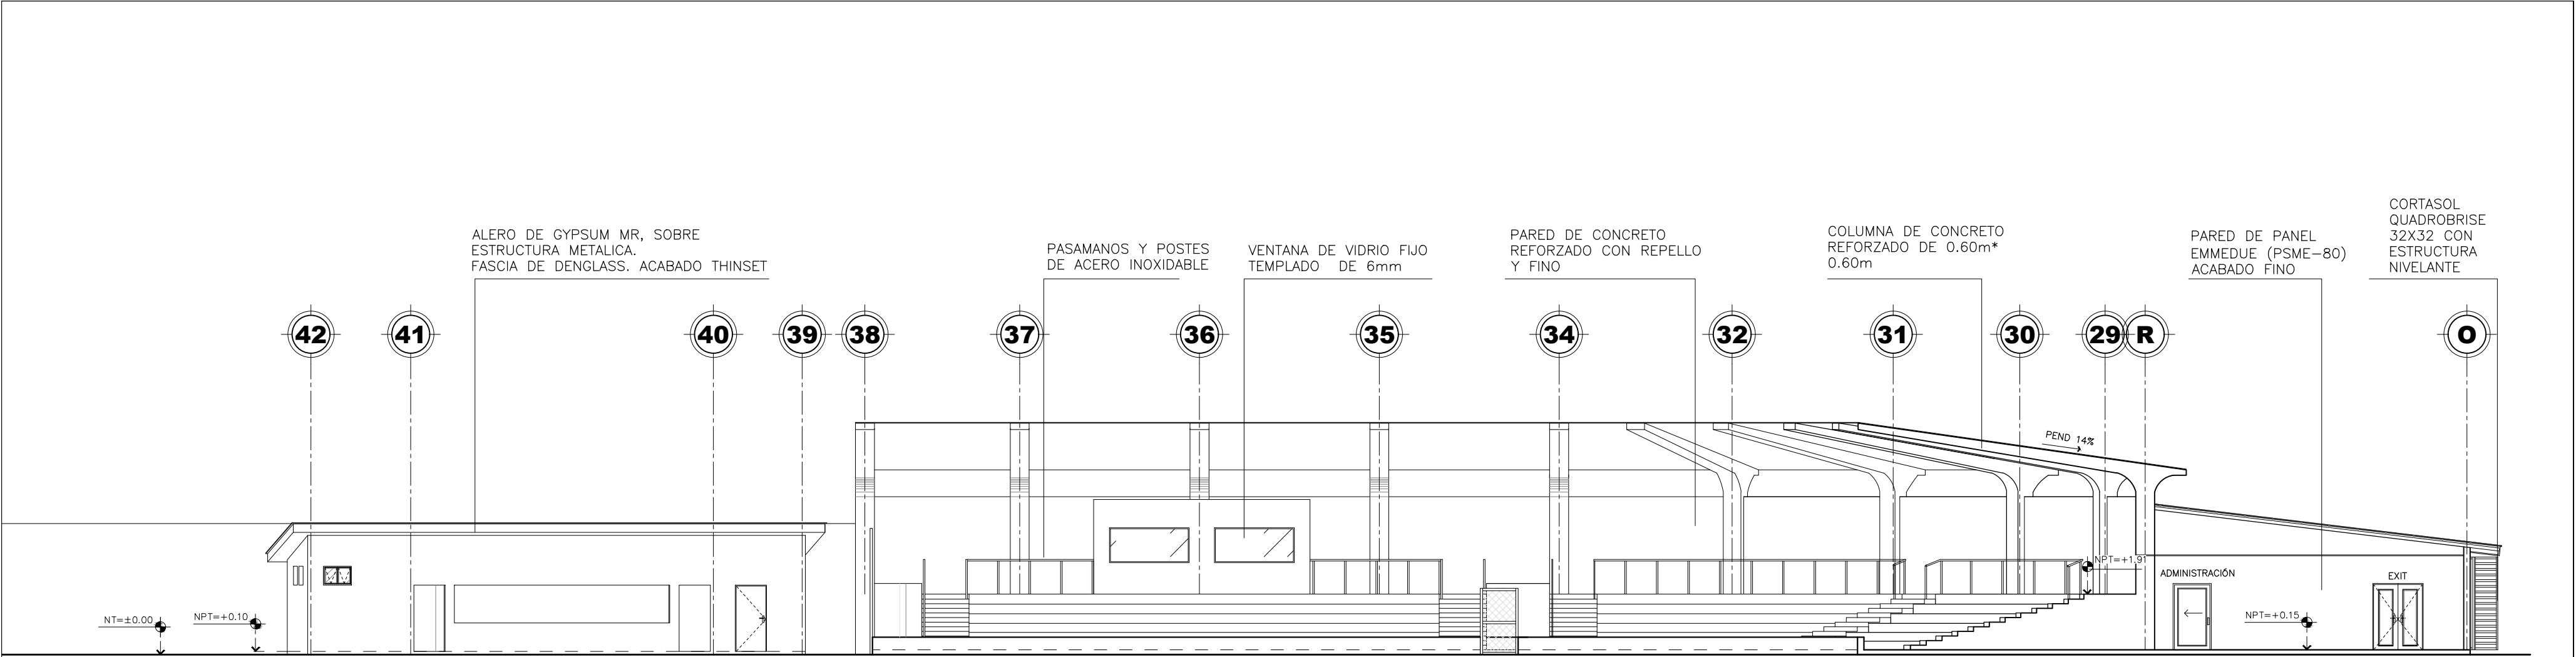 ALERO DE GYPSUM MR, SOBRE
ESTRUCTURA METALICA.
FASCIA DE DENGLASS. ACABADO THINSET
PASAMANOS Y POSTES
DE ACERO INOXIDABLE
VENTANA DE VIDRIO FIJO
TEMPLADO DE 6mm
PARED DE CONCRETO
REFORZADO CON REPELLO
Y FINO
COLUMNA DE CONCRETO
REFORZADO DE 0.60m*
0.60m
PARED DE PANEL
EMMEDUE (PSME-80)
ACABADO FINO
CORTASOL
QUADROBRISE
32X32 CON
ESTRUCTURA
NIVELANTE
42
41
40
39
38
37
36
35
34
32
31
30
29
R
O
PEND 14%
NT=±0.00
NPT=+0.10
NPT=+1.91
ADMINISTRACIÓN
EXIT
NPT=+0.15